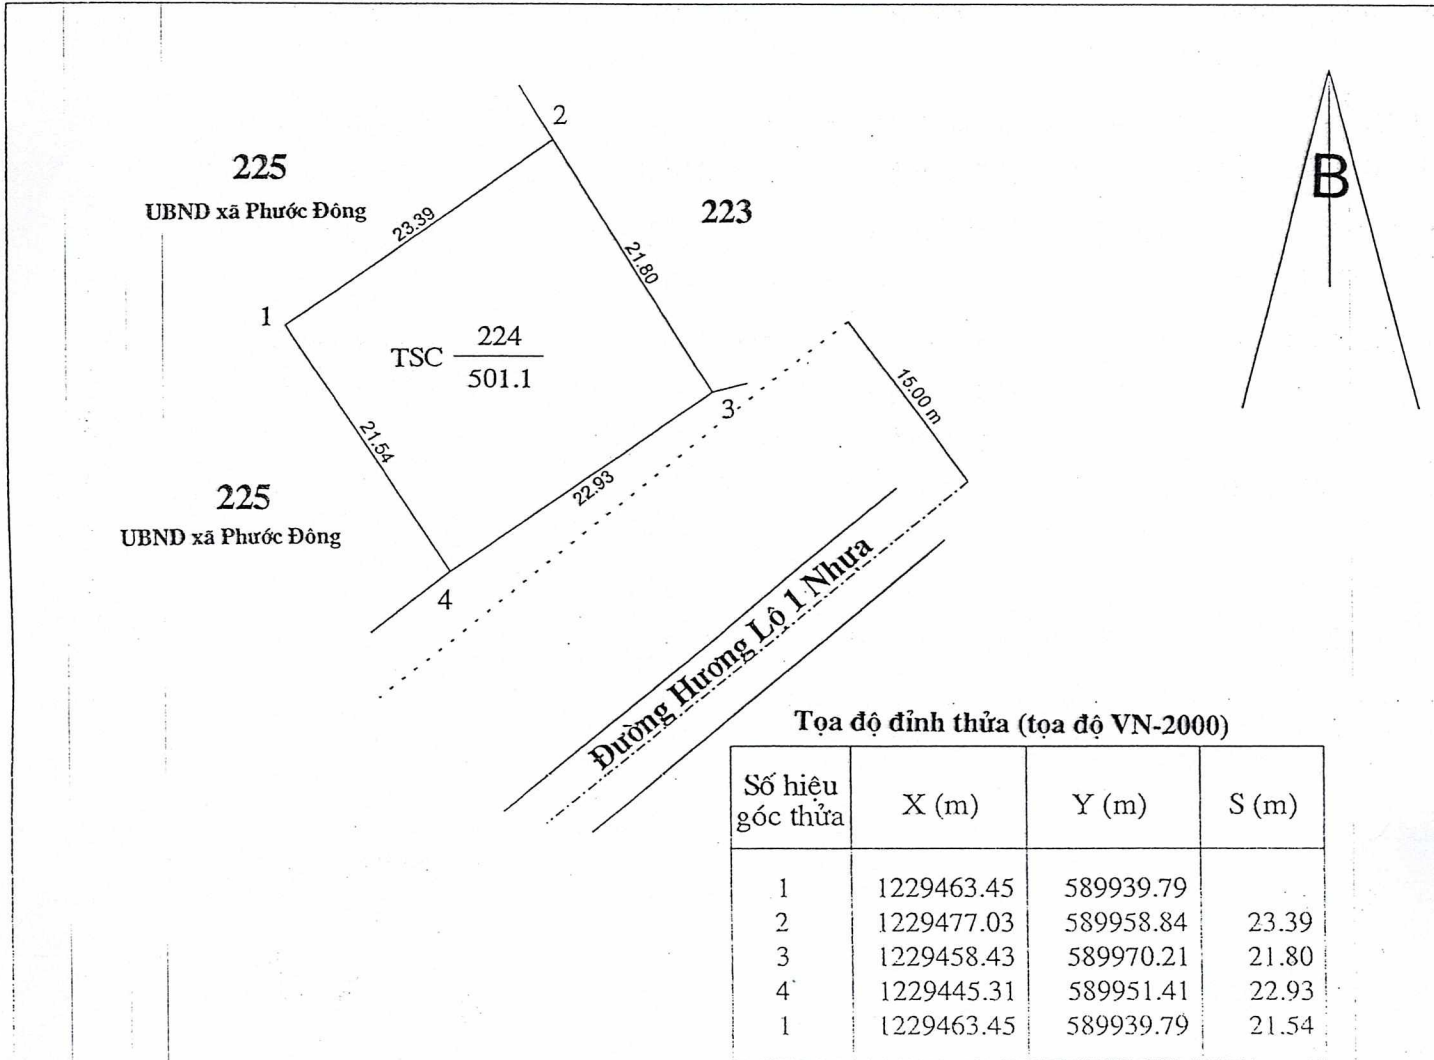 2
225
UBND xã Phước Đông
223
B
23.39
21.80
1
TSC 224
501.1
3
15.00 m
21.54
22.93
225
UBND xã Phước Đông
4
Đường Hương Lộ 1 Nhựa
Tọa độ đỉnh thửa (tọa độ VN-2000)
Số hiệu góc thửa X (m) Y (m) S (m)
1 1229463.45 589939.79
2 1229477.03 589958.84 23.39
3 1229458.43 589970.21 21.80
4 1229445.31 589951.41 22.93
1 1229463.45 589939.79 21.54